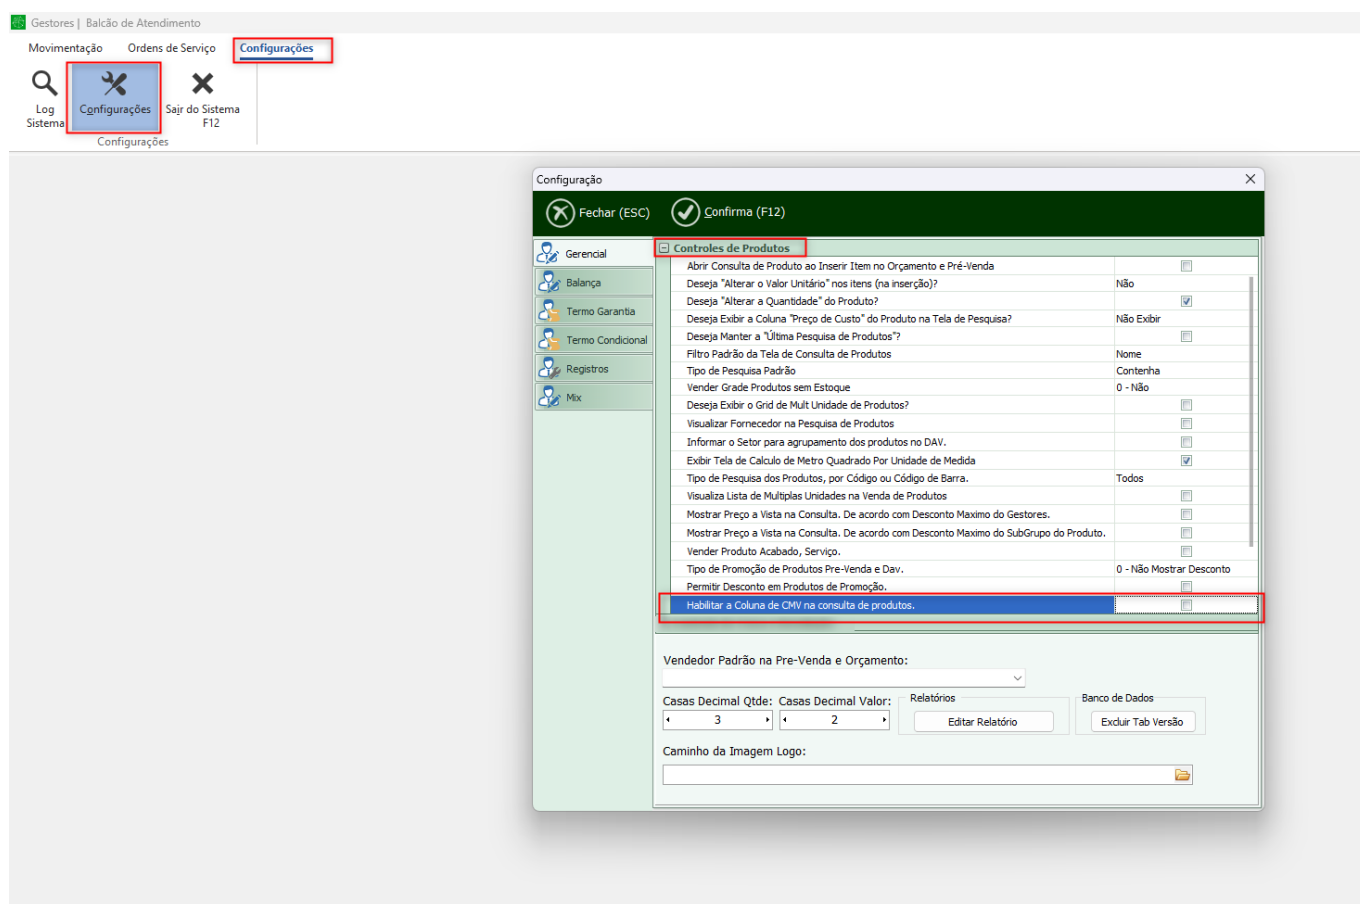 Gestores | Balcão de Atendimento
Movimentação Ordens de Serviço Configurações
Log Sistema
Configurações
Sair do Sistema F12
Configurações
Configuração
Fechar (ESC) Confirma (F12)
Gerencial
Balança
Termo Garantia
Termo Condicional
Registros
Mix
Controles de Produtos
Abrir Consulta de Produto ao Inserir Item no Orçamento e Pré-Venda
Deseja "Alterar o Valor Unitário" nos itens (na inserção)? Não
Deseja "Alterar a Quantidade" do Produto?
Deseja Exibir a Coluna "Preço de Custo" do Produto na Tela de Pesquisa? Não Exibir
Deseja Manter a "Última Pesquisa de Produtos"?
Filtro Padrão da Tela de Consulta de Produtos Nome
Tipo de Pesquisa Padrão Contenha
Vender Grade Produtos sem Estoque 0 - Não
Deseja Exibir o Grid de Mult Unidade de Produtos?
Visualizar Fornecedor na Pesquisa de Produtos
Informar o Setor para agrupamento dos produtos no DAV.
Exibir Tela de Calculo de Metro Quadrado Por Unidade de Medida
Tipo de Pesquisa dos Produtos, por Código ou Código de Barra. Todos
Visualiza Lista de Multiplas Unidades na Venda de Produtos
Mostrar Preço a Vista na Consulta. De acordo com Desconto Maximo do Gestores.
Mostrar Preço a Vista na Consulta. De acordo com Desconto Maximo do SubGrupo do Produto.
Vender Produto Acabado, Serviço.
Tipo de Promoção de Produtos Pre-Venda e Dav. 0 - Não Mostrar Desconto
Permitir Desconto em Produtos de Promoção.
Habilitar a Coluna de CMV na consulta de produtos.
Vendedor Padrão na Pre-Venda e Orçamento:
Casas Decimal Qtde: Casas Decimal Valor: Relatórios Banco de Dados
3 2 Editar Relatório Excluir Tab Versão
Caminho da Imagem Logo: